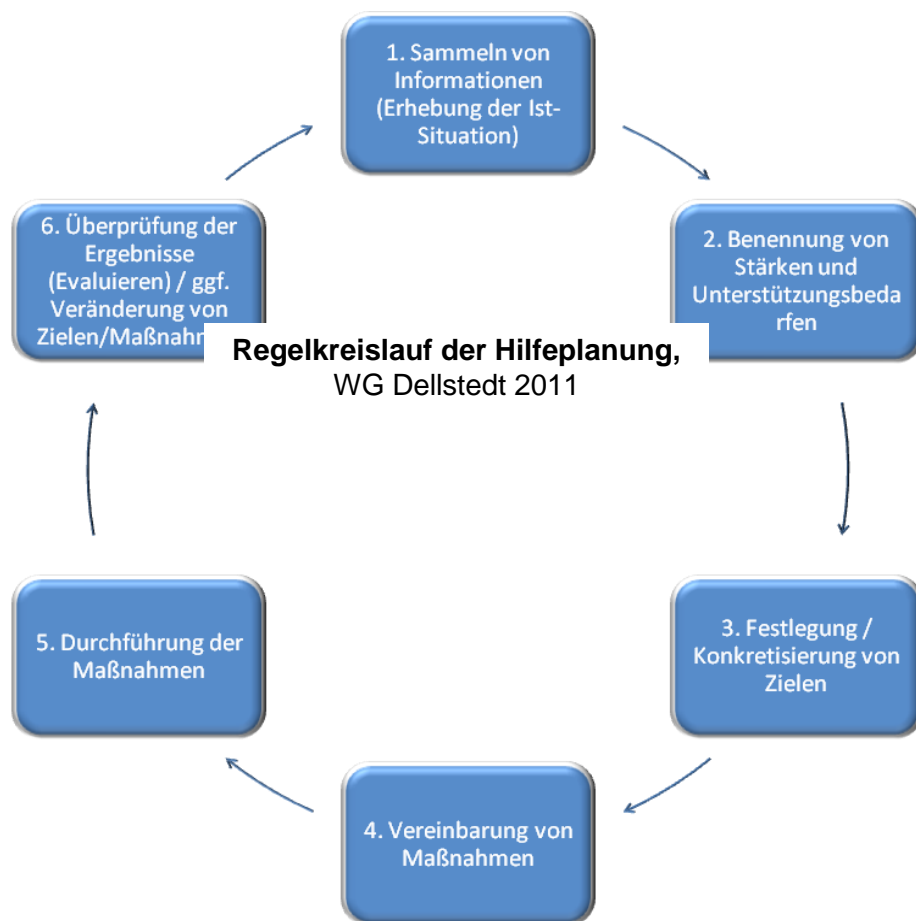 1. Sammeln von
Informationen
(Erhebung der Ist-
Situation)
2. Benennung von
Stärken und
Unterstützungsbeda
rfen
3. Festlegung /
Konkretisierung von
Zielen
4. Vereinbarung von
Maßnahmen
5. Durchführung der
Maßnahmen
6. Überprüfung der
Ergebnisse
(Evaluieren) / ggf.
Veränderung von
Zielen/Maßnahm
Regelkreislauf der Hilfeplanung,
WG Dellstedt 2011